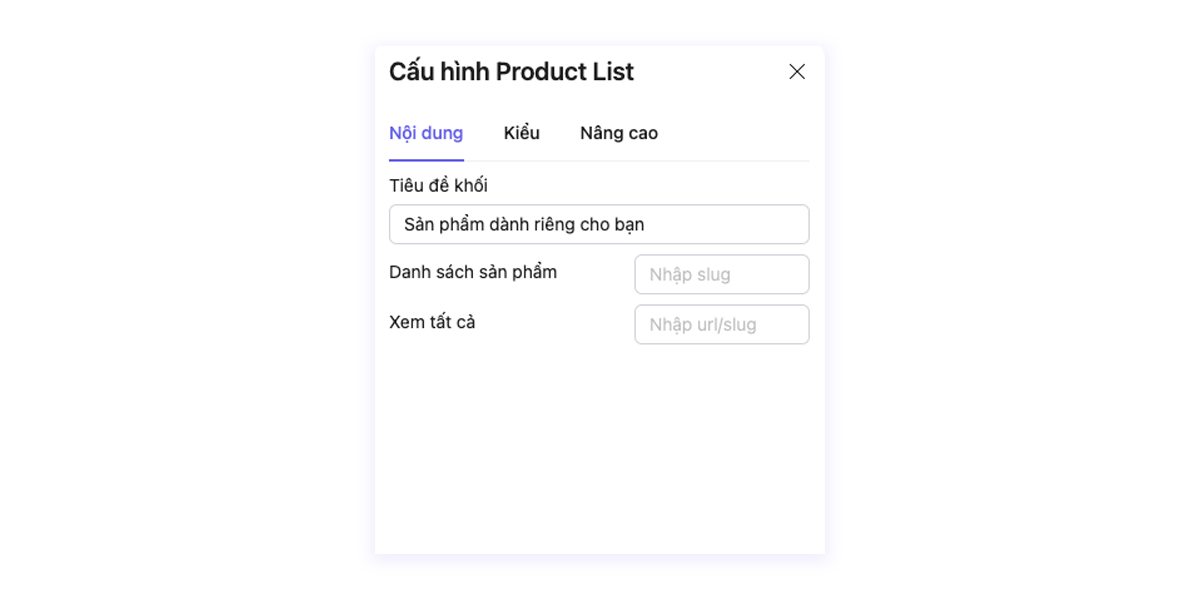 Cấu hình Product List
Nội dung Kiểu Nâng cao
Tiêu đề khối
Sản phẩm dành riêng cho bạn
Danh sách sản phẩm Nhập slug
Xem tất cả Nhập url/slug